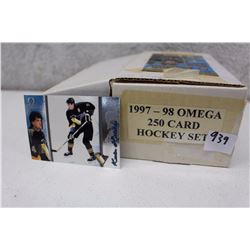 1997 - 98 OMEGA
250 CARD
HOCKEY SET
939